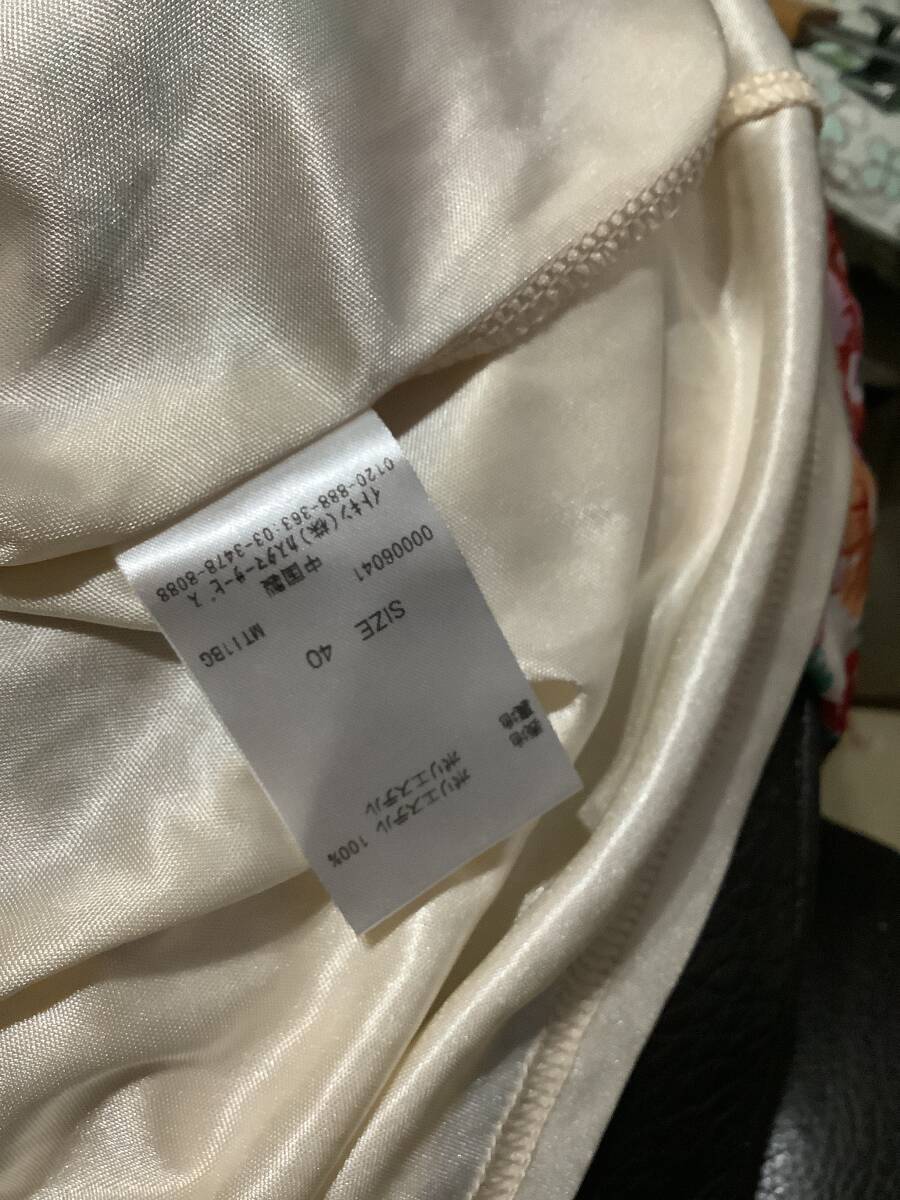 表地 ポリエステル 100%
裏地 ポリエステル
SIZE 40
00006041 MT11BG
中国製
イトキン(株)カスタマーサービス
0120-888-363:03-3478-8088